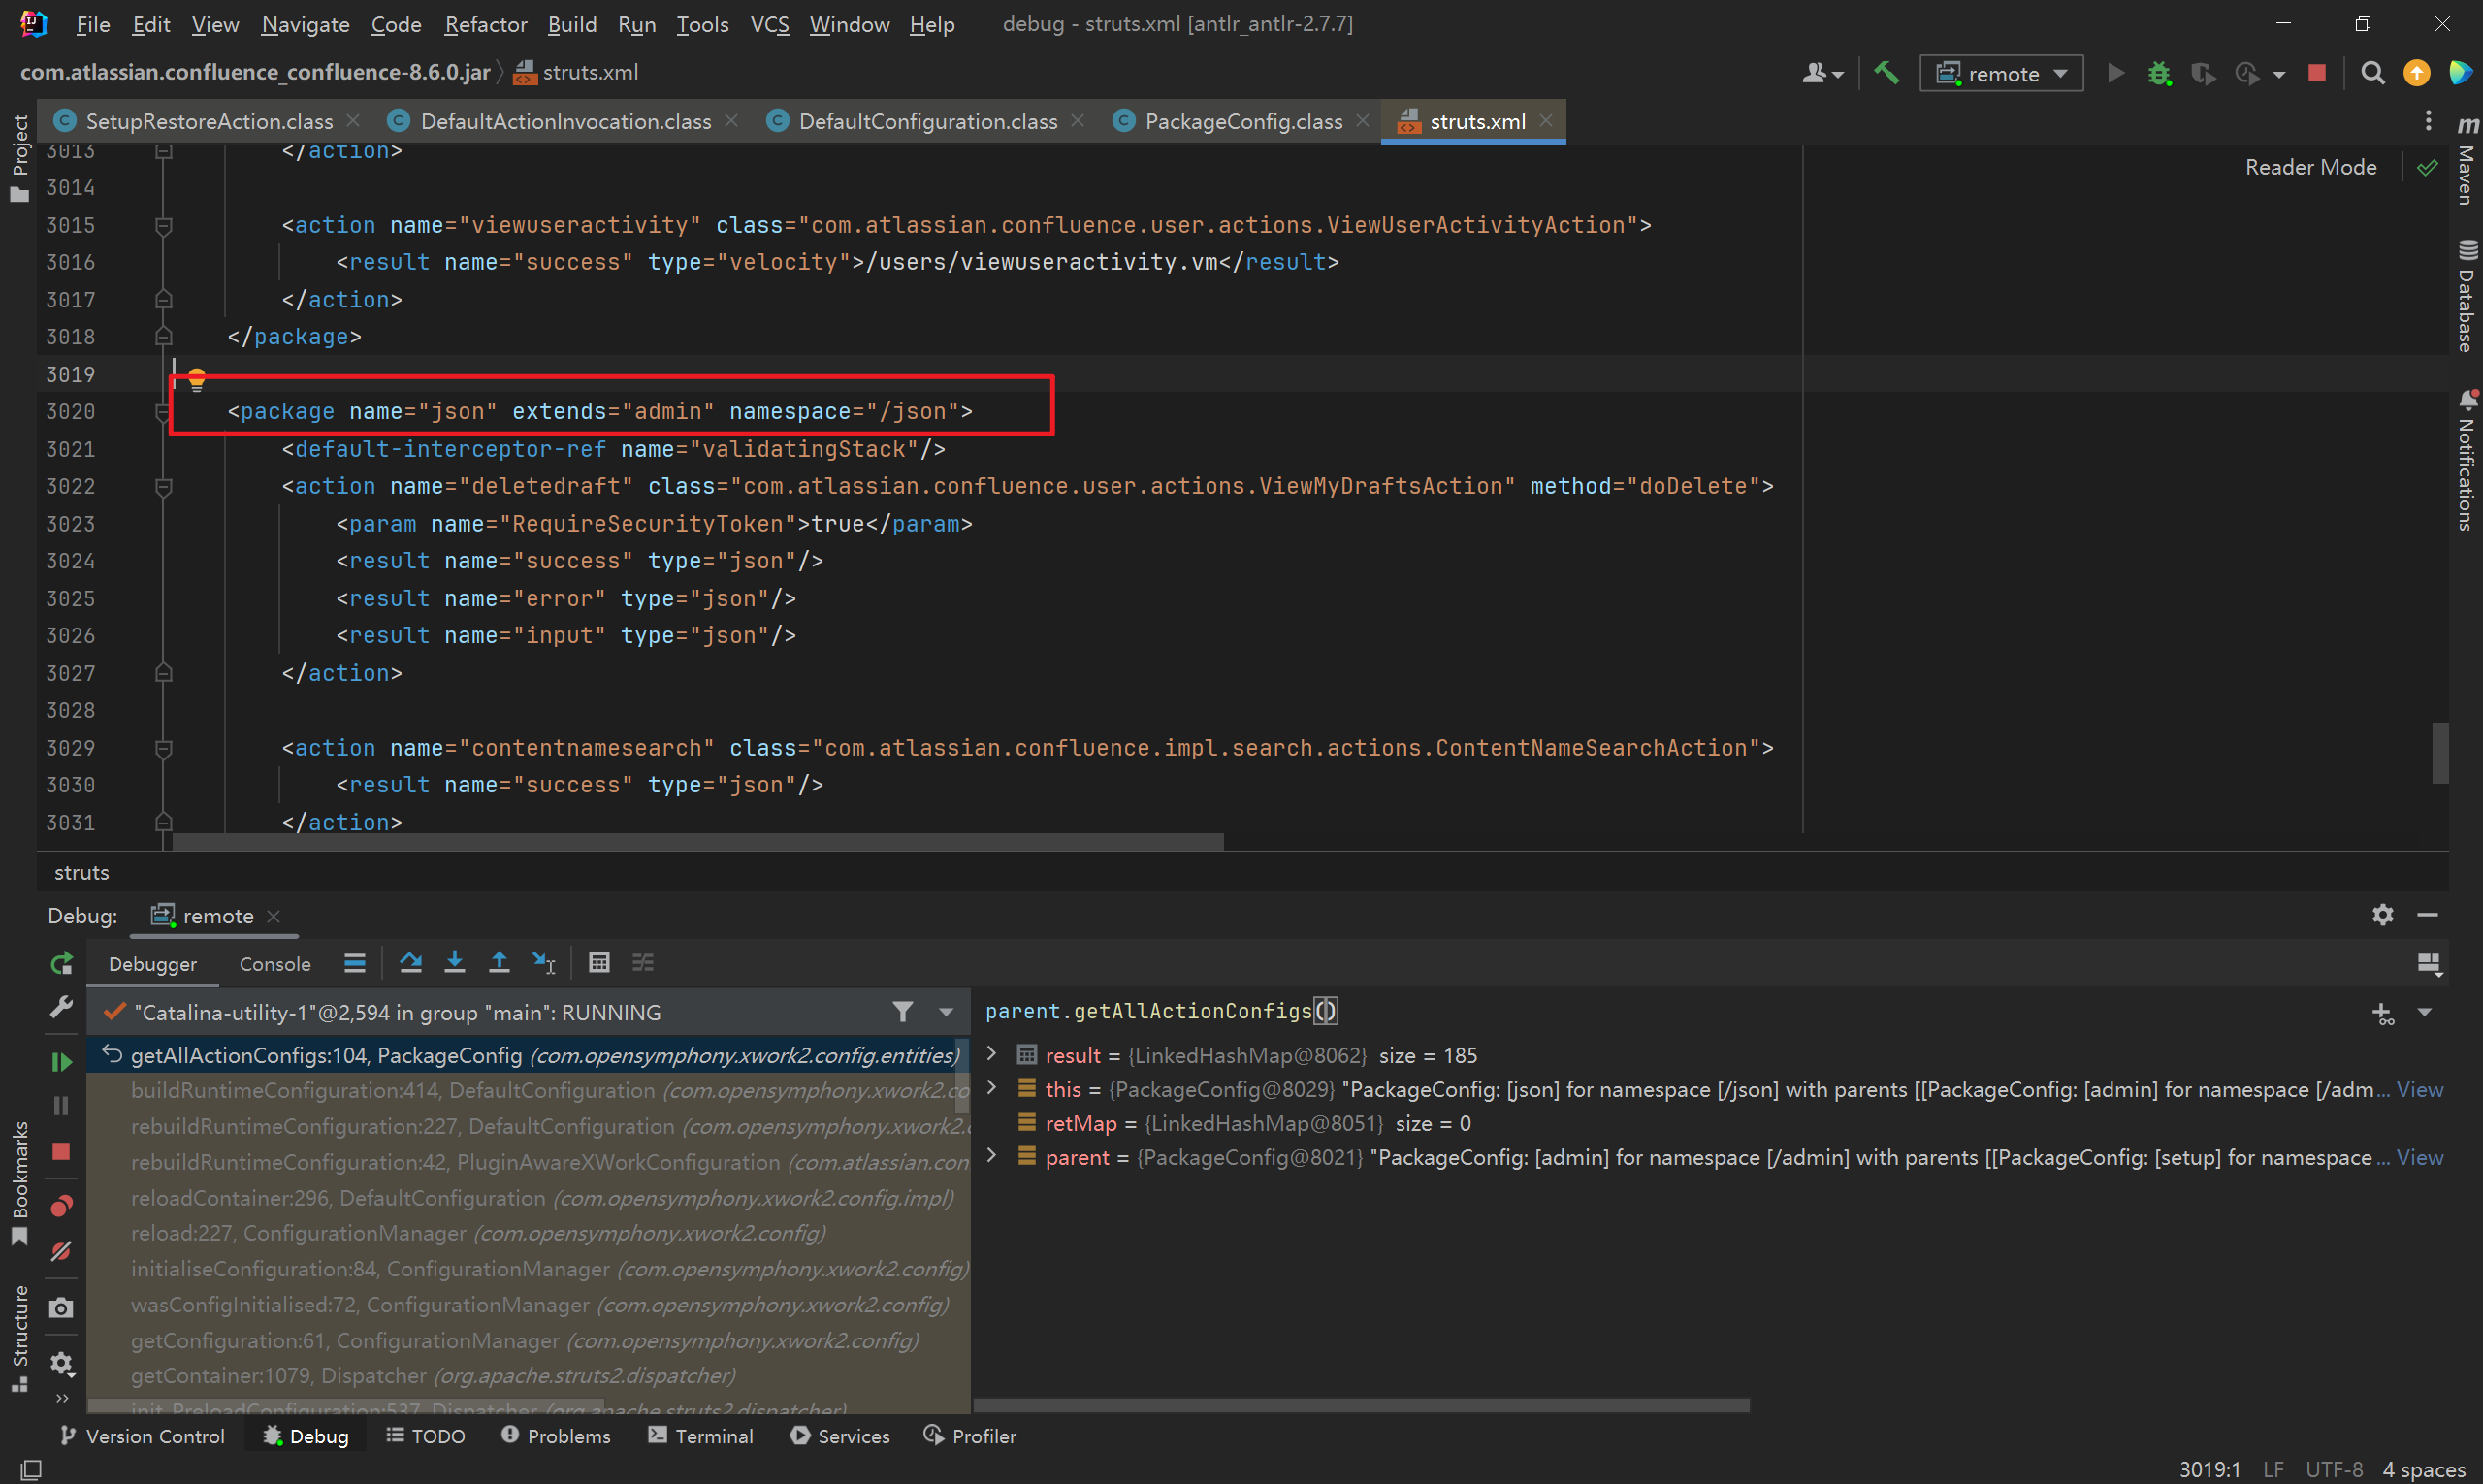 File Edit View Navigate Code Refactor Build Run Tools VCS Window Help debug - struts.xml [antlr_antlr-2.7.7]
com.atlassian.confluence_confluence-8.6.0.jar struts.xml remote
SetupRestoreAction.class DefaultActionInvocation.class DefaultConfiguration.class PackageConfig.class struts.xml
Reader Mode
3013 </action>
3014
3015 <action name="viewuseractivity" class="com.atlassian.confluence.user.actions.ViewUserActivityAction">
3016 <result name="success" type="velocity">/users/viewuseractivity.vm</result>
3017 </action>
3018 </package>
3019
3020 <package name="json" extends="admin" namespace="/json">
3021 <default-interceptor-ref name="validatingStack"/>
3022 <action name="deletedraft" class="com.atlassian.confluence.user.actions.ViewMyDraftsAction" method="doDelete">
3023 <param name="RequireSecurityToken">true</param>
3024 <result name="success" type="json"/>
3025 <result name="error" type="json"/>
3026 <result name="input" type="json"/>
3027 </action>
3028
3029 <action name="contentnamesearch" class="com.atlassian.confluence.impl.search.actions.ContentNameSearchAction">
3030 <result name="success" type="json"/>
3031 </action>
struts
Project
Bookmarks
Structure
Maven
Database
Notifications
Debug: remote
Debugger Console
"Catalina-utility-1"@2,594 in group "main": RUNNING
getAllActionConfigs:104, PackageConfig (com.opensymphony.xwork2.config.entities)
buildRuntimeConfiguration:414, DefaultConfiguration (com.opensymphony.xwork2.co
rebuildRuntimeConfiguration:227, DefaultConfiguration (com.opensymphony.xwork2.c
rebuildRuntimeConfiguration:42, PluginAwareXWorkConfiguration (com.atlassian.con
reloadContainer:296, DefaultConfiguration (com.opensymphony.xwork2.config.impl)
reload:227, ConfigurationManager (com.opensymphony.xwork2.config)
initialiseConfiguration:84, ConfigurationManager (com.opensymphony.xwork2.config)
wasConfigInitialised:72, ConfigurationManager (com.opensymphony.xwork2.config)
getConfiguration:61, ConfigurationManager (com.opensymphony.xwork2.config)
getContainer:1079, Dispatcher (org.apache.struts2.dispatcher)
init_PreloadConfiguration:537, Dispatcher (org.apache.struts2.dispatcher)
parent.getAllActionConfigs()
result = {LinkedHashMap@8062} size = 185
this = {PackageConfig@8029} "PackageConfig: [json] for namespace [/json] with parents [[PackageConfig: [admin] for namespace [/adm... View
retMap = {LinkedHashMap@8051} size = 0
parent = {PackageConfig@8021} "PackageConfig: [admin] for namespace [/admin] with parents [[PackageConfig: [setup] for namespace ... View
Version Control Debug TODO Problems Terminal Services Profiler
3019:1 LF UTF-8 4 spaces